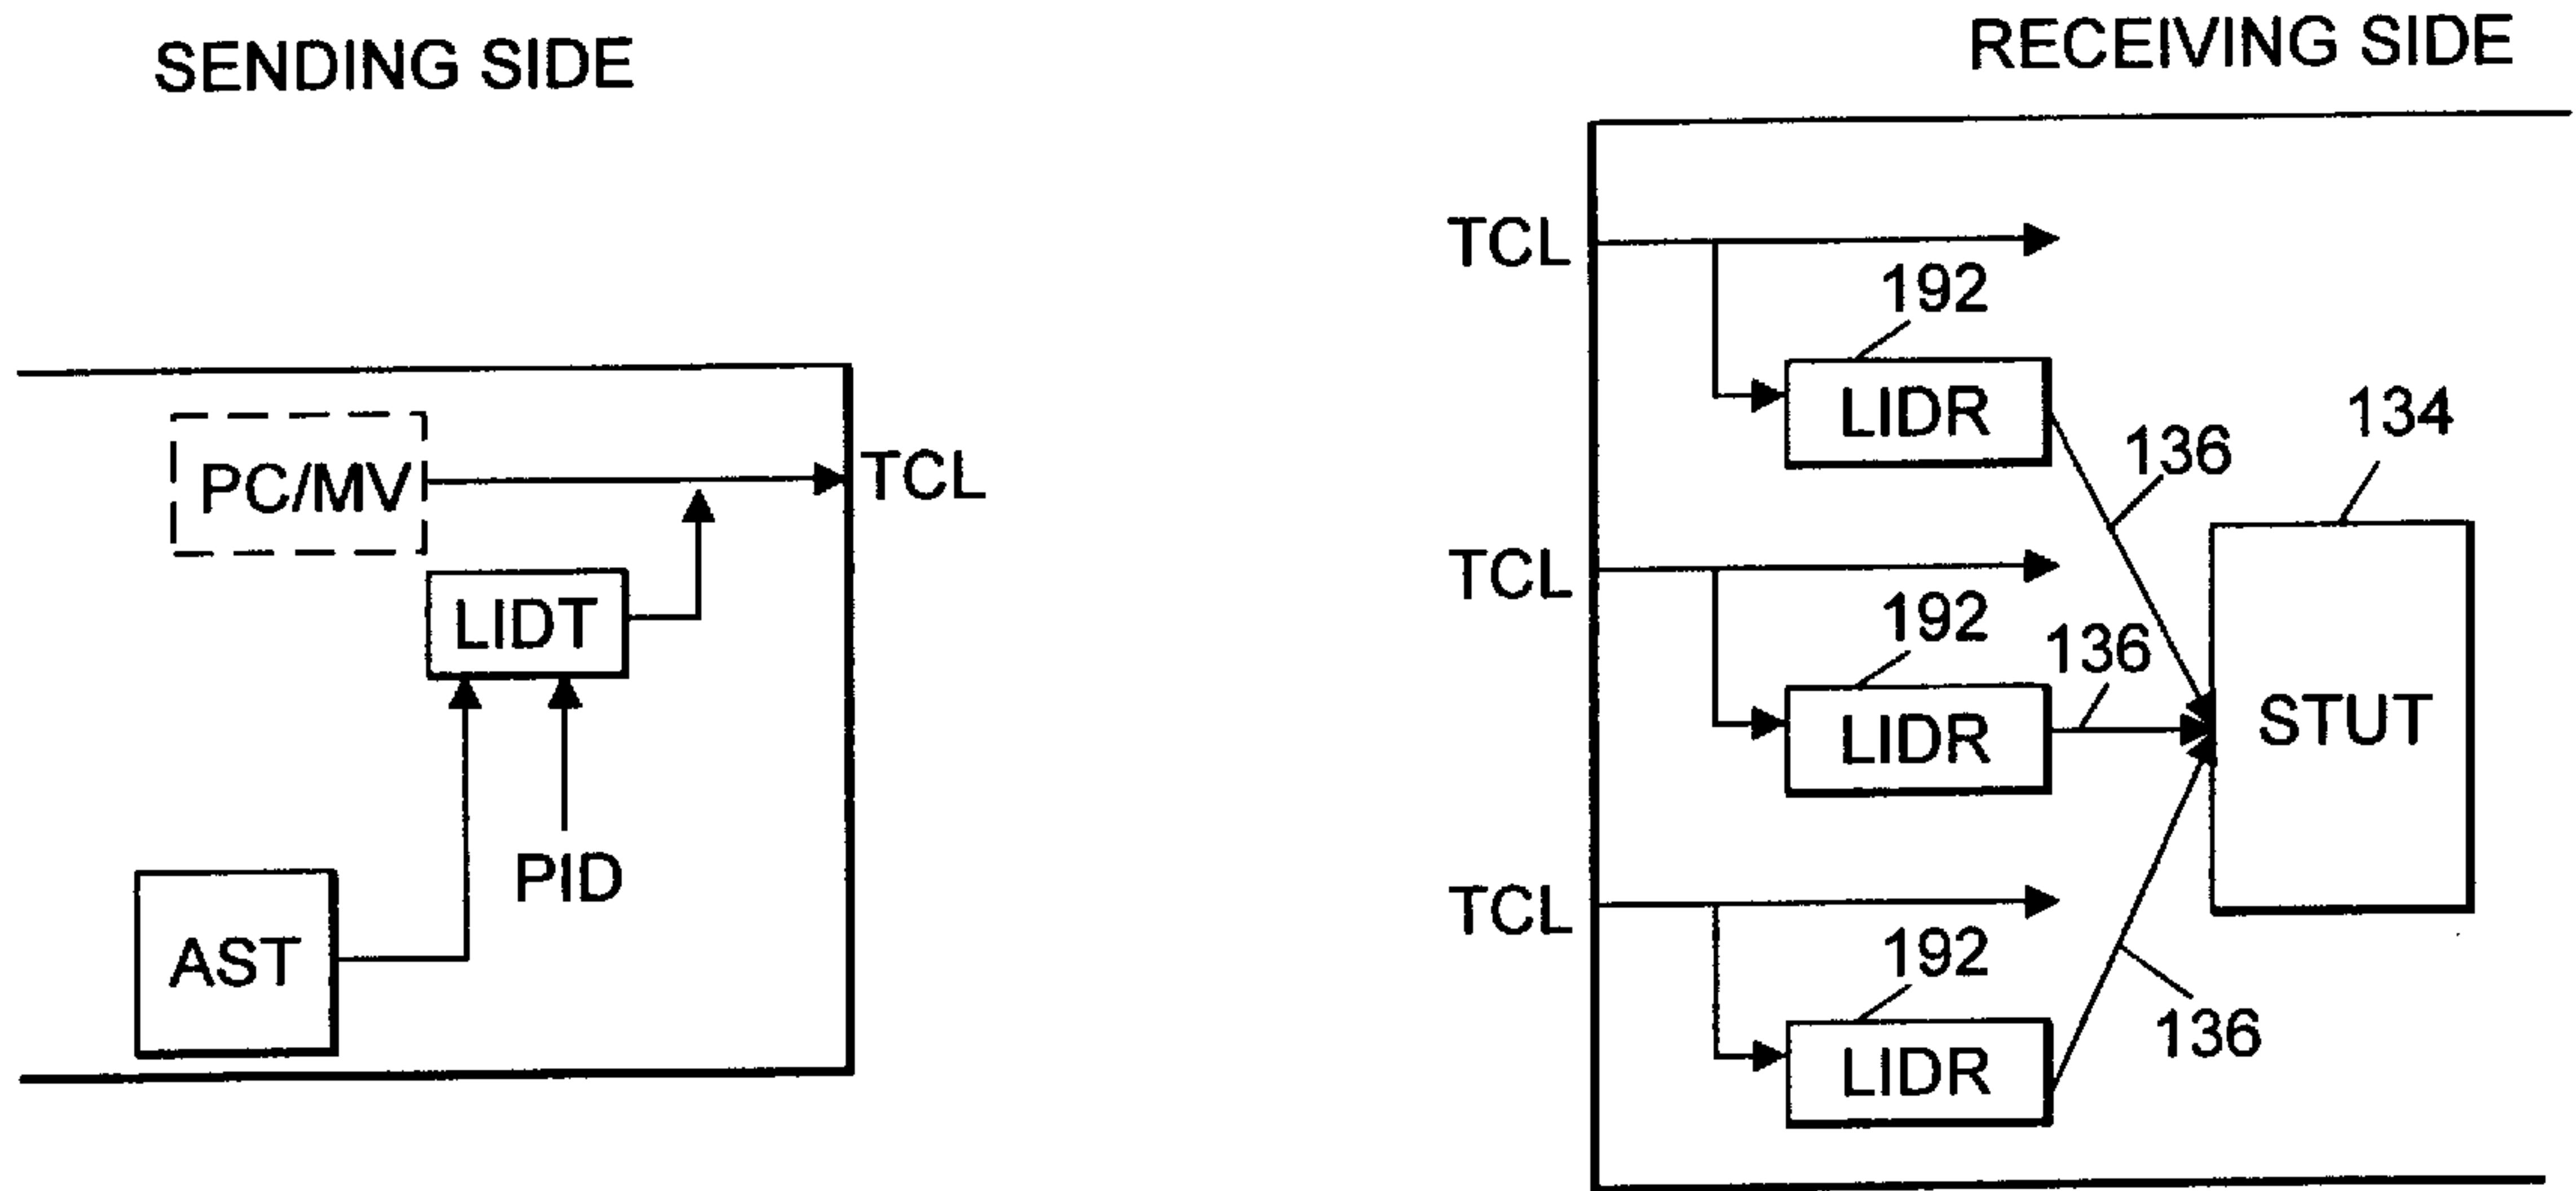 SENDING SIDE
PC/MV
TCL
LIDT
PID
AST
RECEIVING SIDE
TCL
192
LIDR
136
134
TCL
192
LIDR
136
STUT
TCL
192
LIDR
136